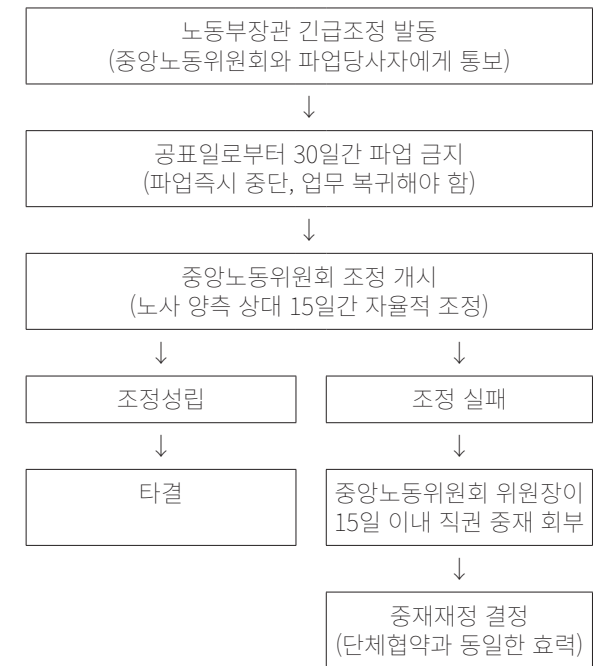 노동부장관 긴급조정 발동
(중앙노동위원회와 파업당사자에게 통보)
↓
공표일로부터 30일간 파업 금지
(파업즉시 중단, 업무 복귀해야 함)
↓
중앙노동위원회 조정 개시
(노사 양측 상대 15일간 자율적 조정)
↓ ↓
조정성립
조정 실패
↓ ↓
타결
중앙노동위원회 위원장이
15일 이내 직권 중재 회부
↓
중재재정 결정
(단체협약과 동일한 효력)